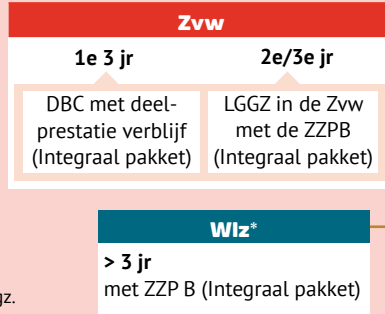 Zvw
1e 3 jr
2e/3e jr
DBC met deel-
prestatie verblijf
(Integraal pakket)
LGGZ in de Zvw
met de ZZPB
(Integraal pakket)
Wlz*
> 3 jr
met ZZP B (Integraal pakket)
gz.